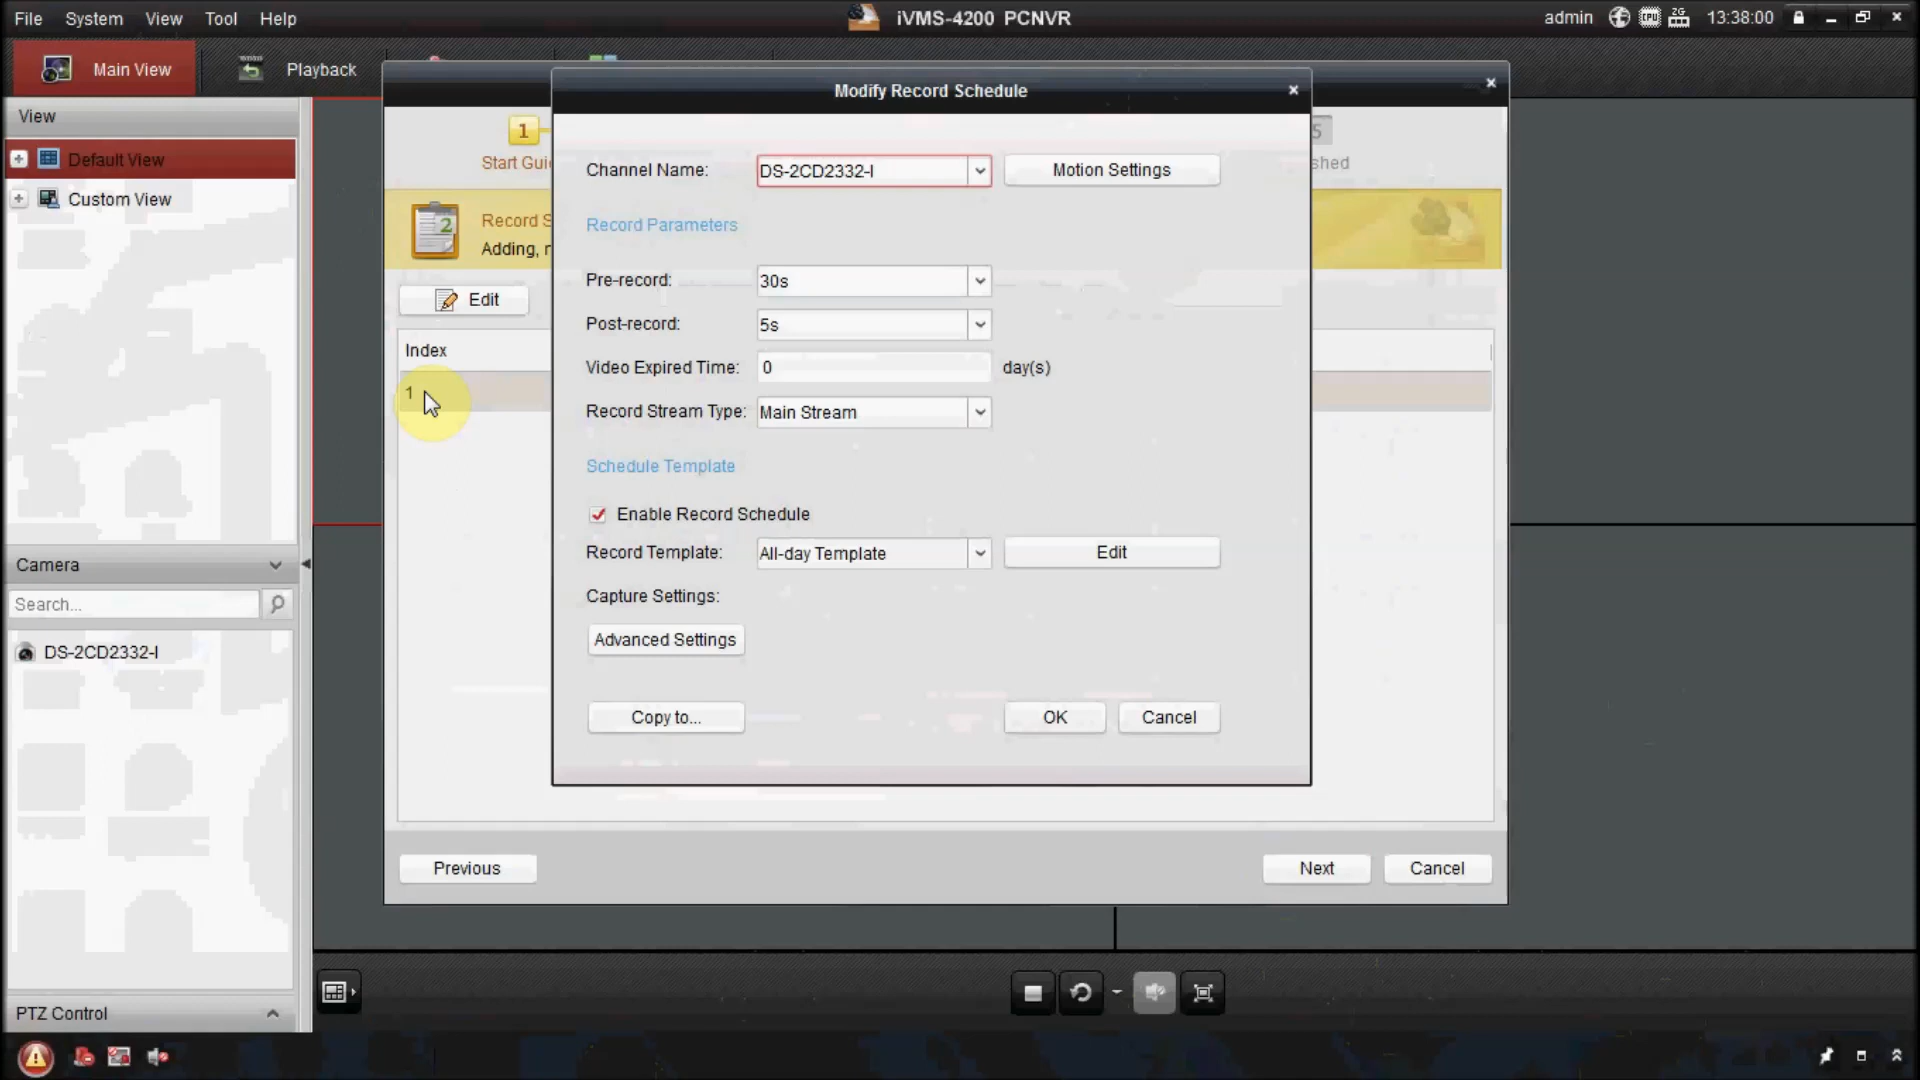 File System View Tool Help
iVMS-4200 PCNVR
admin 2G 13:38:00
Main View
Playback
View
Default View
Custom View
Camera
Search...
DS-2CD2332-I
PTZ Control
1
Start Gui
5
shed
2
Record S
Adding, r
Edit
Index
1
Previous
Next
Cancel
Modify Record Schedule
Channel Name: DS-2CD2332-I Motion Settings
Record Parameters
Pre-record: 30s
Post-record: 5s
Video Expired Time: 0 day(s)
Record Stream Type: Main Stream
Schedule Template
Enable Record Schedule
Record Template: All-day Template Edit
Capture Settings:
Advanced Settings
Copy to... OK Cancel